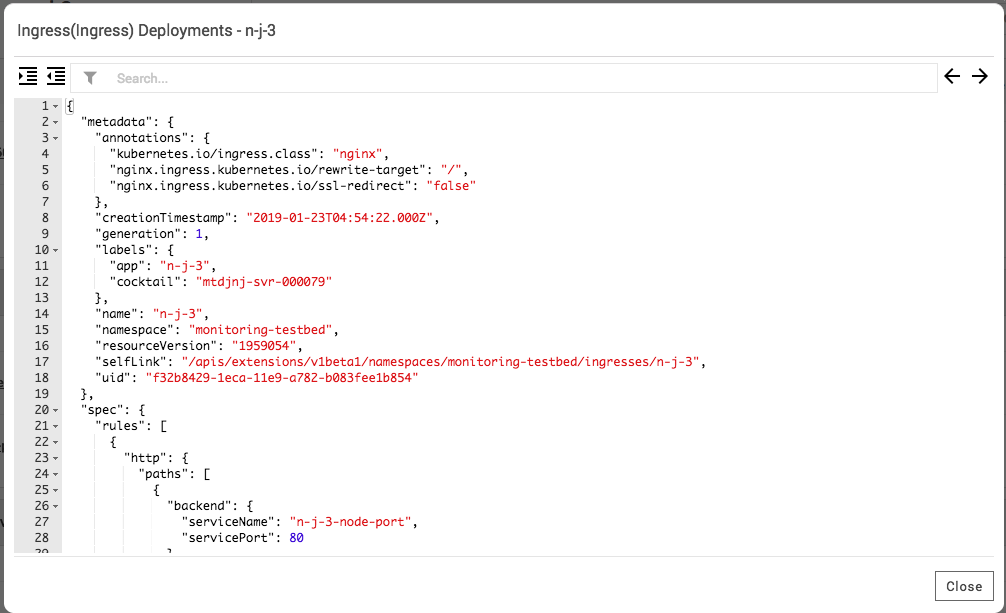 Ingress(Ingress) Deployments - n-j-3
Search...
1 {
2 "metadata": {
3 "annotations": {
4 "kubernetes.io/ingress.class": "nginx",
5 "nginx.ingress.kubernetes.io/rewrite-target": "/",
6 "nginx.ingress.kubernetes.io/ssl-redirect": "false"
7 },
8 "creationTimestamp": "2019-01-23T04:54:22.000Z",
9 "generation": 1,
10 "labels": {
11 "app": "n-j-3",
12 "cocktail": "mtdjnj-svr-000079"
13 },
14 "name": "n-j-3",
15 "namespace": "monitoring-testbed",
16 "resourceVersion": "1959054",
17 "selfLink": "/apis/extensions/v1beta1/namespaces/monitoring-testbed/ingresses/n-j-3",
18 "uid": "f32b8429-1eca-11e9-a782-b083fee1b854"
19 },
20 "spec": {
21 "rules": [
22 {
23 "http": {
24 "paths": [
25 {
26 "backend": {
27 "serviceName": "n-j-3-node-port",
28 "servicePort": 80
29 }
Close